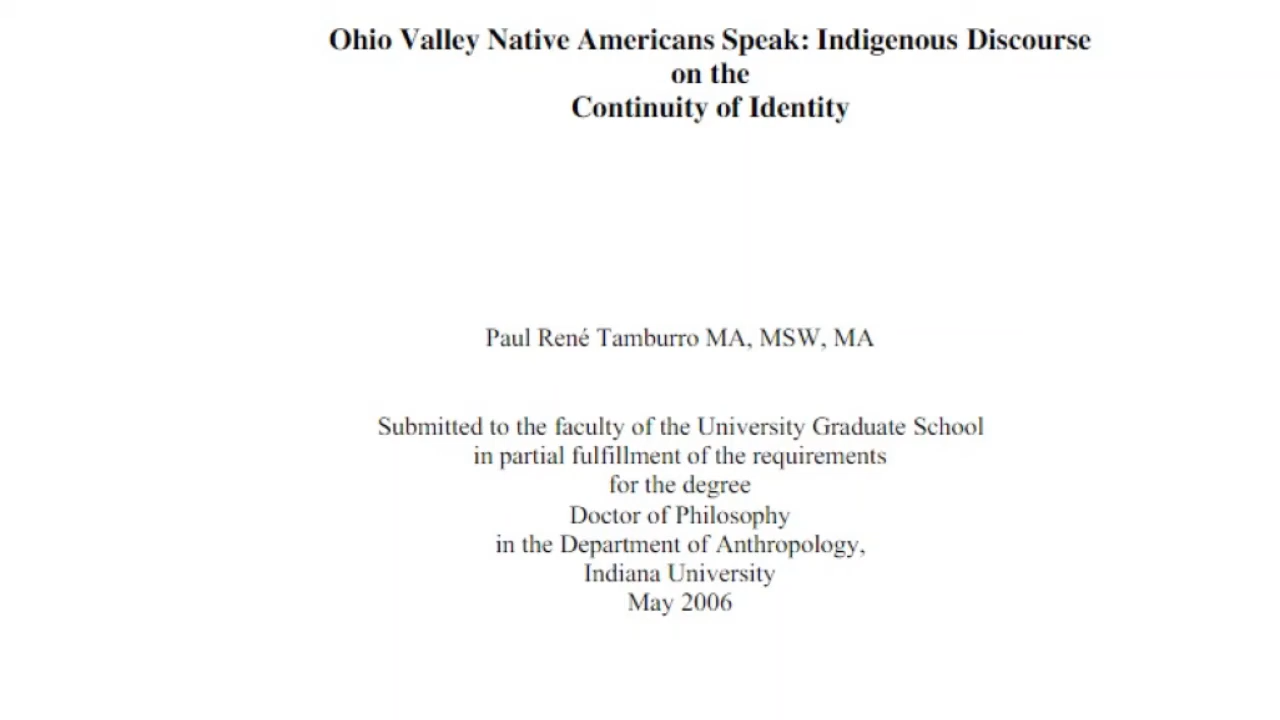 Ohio Valley Native Americans Speak: Indigenous Discourse
on the
Continuity of Identity
Paul René Tamburro MA, MSW, MA
Submitted to the faculty of the University Graduate School
in partial fulfillment of the requirements
for the degree
Doctor of Philosophy
in the Department of Anthropology,
Indiana University
May 2006